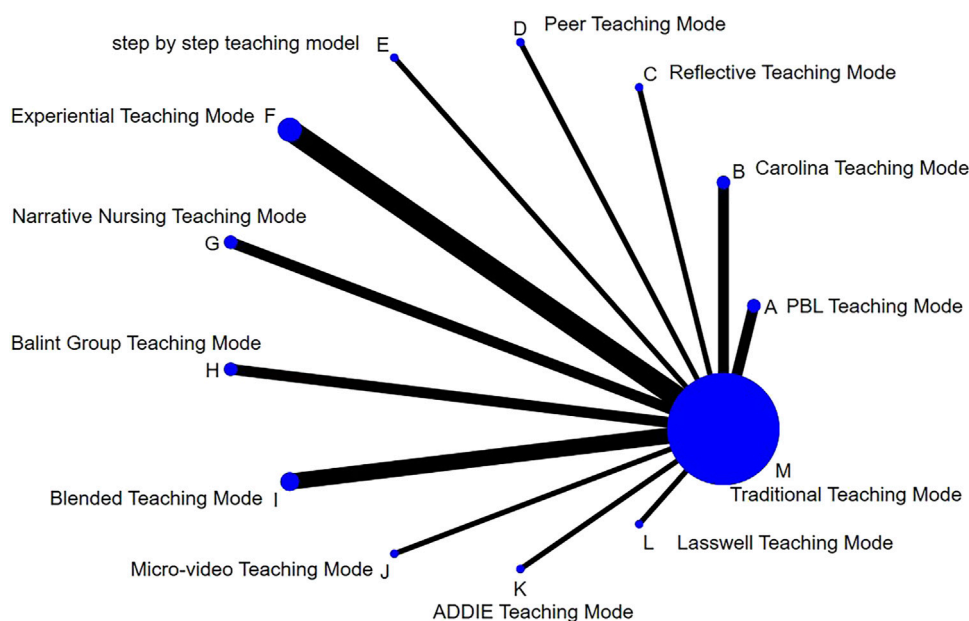 D Peer Teaching Mode
step by step teaching model E
C Reflective Teaching Mode
Experiential Teaching Mode F
B Carolina Teaching Mode
Narrative Nursing Teaching Mode
G
A PBL Teaching Mode
Balint Group Teaching Mode
H
M
Traditional Teaching Mode
Blended Teaching Mode I
L Lasswell Teaching Mode
Micro-video Teaching Mode J
K
ADDIE Teaching Mode